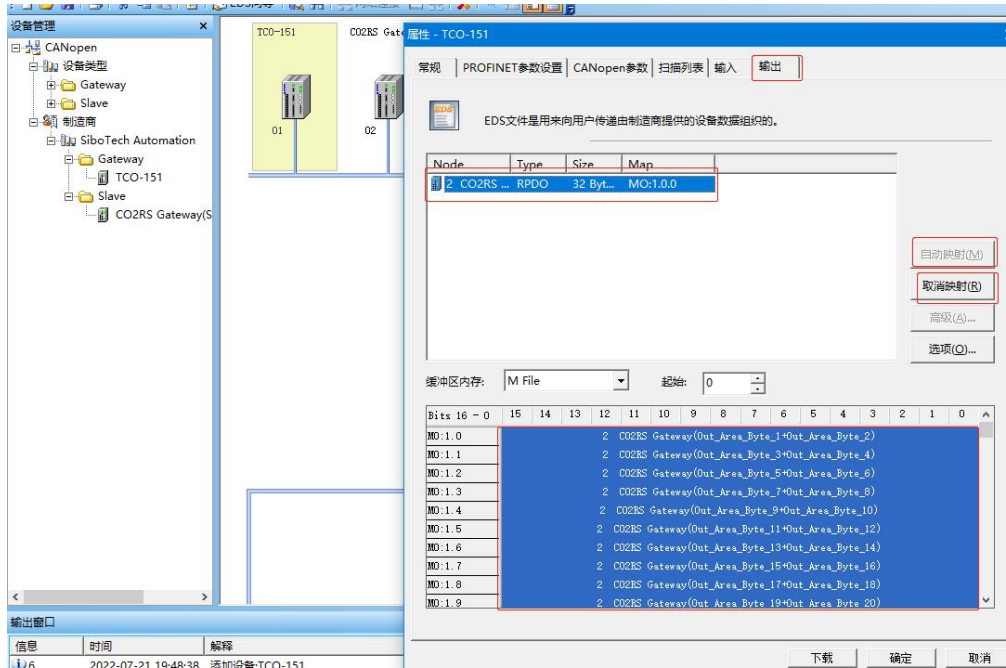 EDS向导
网络连接
设备管理 ×
CANopen
设备类型
Gateway
Slave
制造商
SiboTech Automation
Gateway
TCO-151
Slave
CO2RS Gateway(S
TCO-151
CO2RS Gate
01
02
属性 - TCO-151
常规 PROFINET参数设置 CANopen参数 扫描列表 输入 输出
EDS
EDS文件是用来向用户传递由制造商提供的设备数据组织的。
Node Type Size Map
2 CO2RS ... RPDO 32 Byt... MO:1.0.0
自动映射(M)
取消映射(R)
高级(A)...
选项(O)...
缓冲区内存: M File 起始: 0
Bits 16 - 0 15 14 13 12 11 10 9 8 7 6 5 4 3 2 1 0
MO:1.0 2 CO2RS Gateway(Out_Area_Byte_1+Out_Area_Byte_2)
MO:1.1 2 CO2RS Gateway(Out_Area_Byte_3+Out_Area_Byte_4)
MO:1.2 2 CO2RS Gateway(Out_Area_Byte_5+Out_Area_Byte_6)
MO:1.3 2 CO2RS Gateway(Out_Area_Byte_7+Out_Area_Byte_8)
MO:1.4 2 CO2RS Gateway(Out_Area_Byte_9+Out_Area_Byte_10)
MO:1.5 2 CO2RS Gateway(Out_Area_Byte_11+Out_Area_Byte_12)
MO:1.6 2 CO2RS Gateway(Out_Area_Byte_13+Out_Area_Byte_14)
MO:1.7 2 CO2RS Gateway(Out_Area_Byte_15+Out_Area_Byte_16)
MO:1.8 2 CO2RS Gateway(Out_Area_Byte_17+Out_Area_Byte_18)
MO:1.9 2 CO2RS Gateway(Out_Area_Byte_19+Out_Area_Byte_20)
输出窗口
信息 时间 解释
6 2022-07-21 19:48:38 添加设备:TCO-151
下载 确定 取消